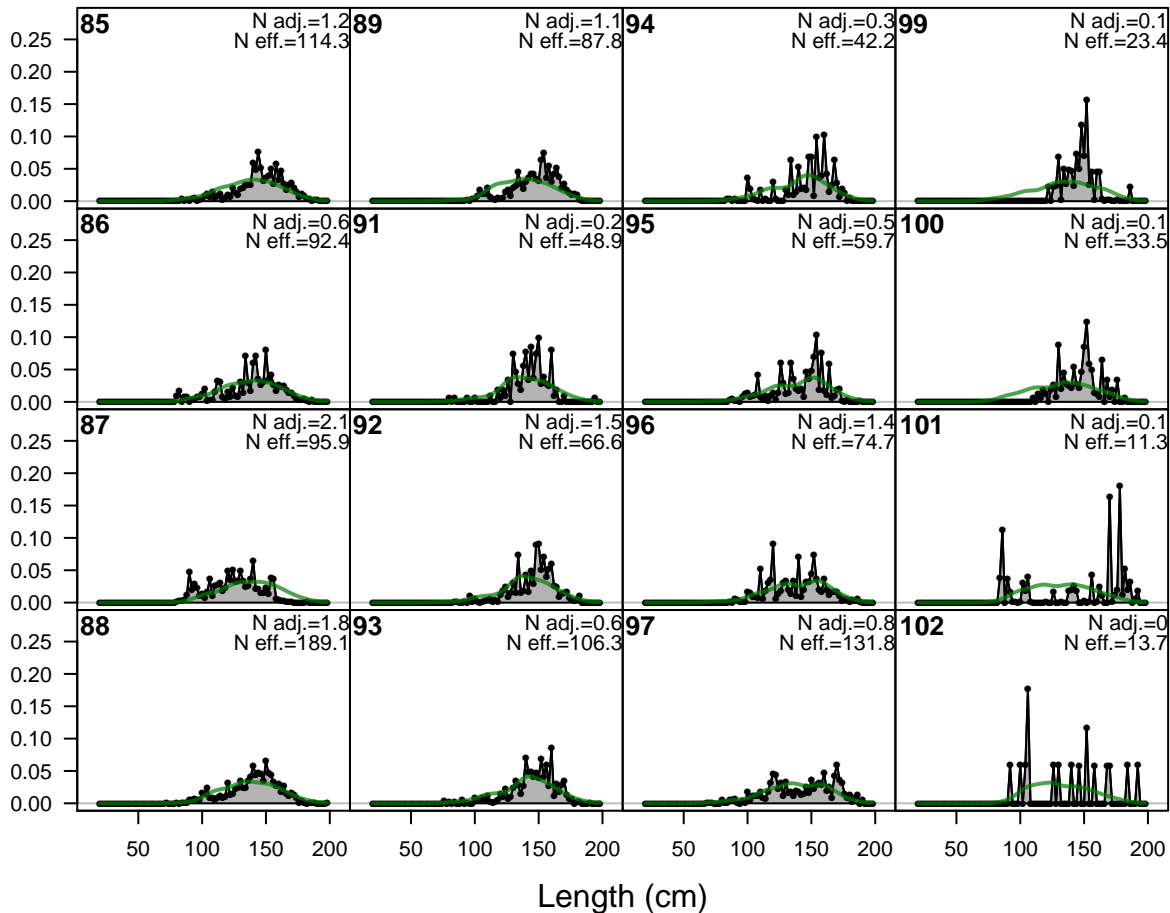 85 N adj.=1.2
N eff.=114.3
89 N adj.=1.1
N eff.=87.8
94 N adj.=0.3
N eff.=42.2
99 N adj.=0.1
N eff.=23.4
0.25
0.20
0.15
0.10
0.05
0.00
86 N adj.=0.6
N eff.=92.4
91 N adj.=0.2
N eff.=48.9
95 N adj.=0.5
N eff.=59.7
100 N adj.=0.1
N eff.=33.5
0.25
0.20
0.15
0.10
0.05
0.00
87 N adj.=2.1
N eff.=95.9
92 N adj.=1.5
N eff.=66.6
96 N adj.=1.4
N eff.=74.7
101 N adj.=0.1
N eff.=11.3
0.25
0.20
0.15
0.10
0.05
0.00
88 N adj.=1.8
N eff.=189.1
93 N adj.=0.6
N eff.=106.3
97 N adj.=0.8
N eff.=131.8
102 N adj.=0
N eff.=13.7
0.25
0.20
0.15
0.10
0.05
0.00
50 100 150 200 50 100 150 200 50 100 150 200 50 100 150 200
Length (cm)